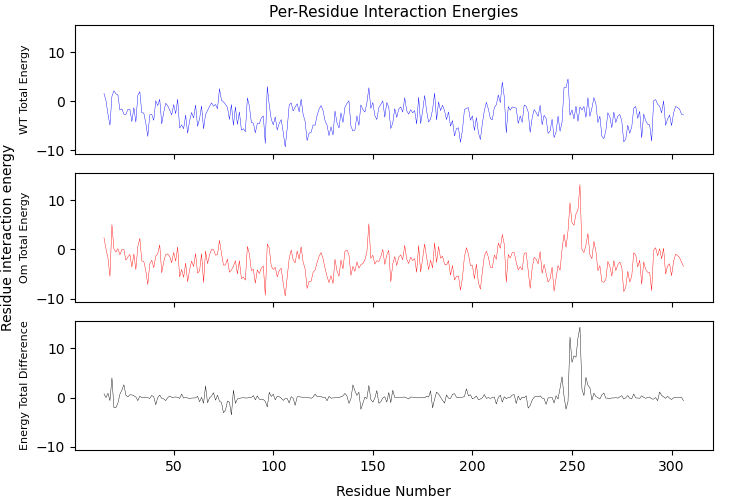 Per-Residue Interaction Energies
Residue interaction energy
WT Total Energy
10
0
−10
Om Total Energy
10
0
−10
Energy Total Difference
10
0
−10
50 100 150 200 250 300
Residue Number